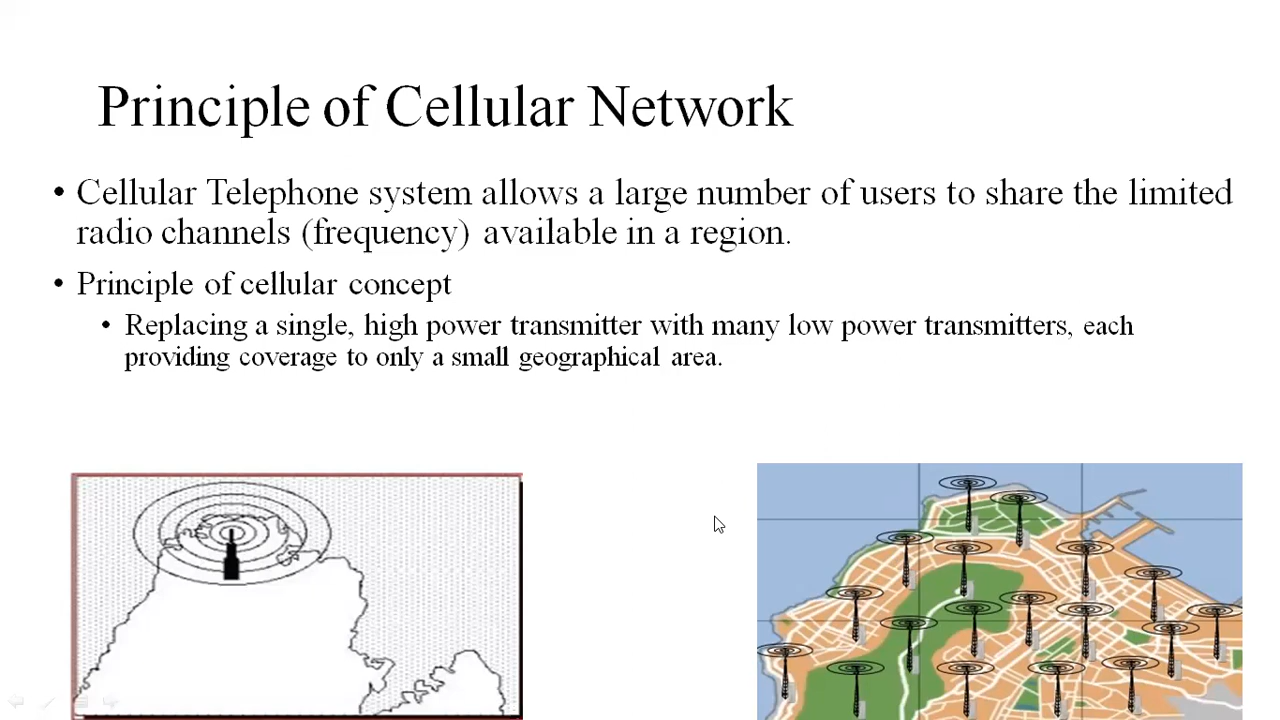 Principle of Cellular Network
• Cellular Telephone system allows a large number of users to share the limited
radio channels (frequency) available in a region.
• Principle of cellular concept
• Replacing a single, high power transmitter with many low power transmitters, each
providing coverage to only a small geographical area.